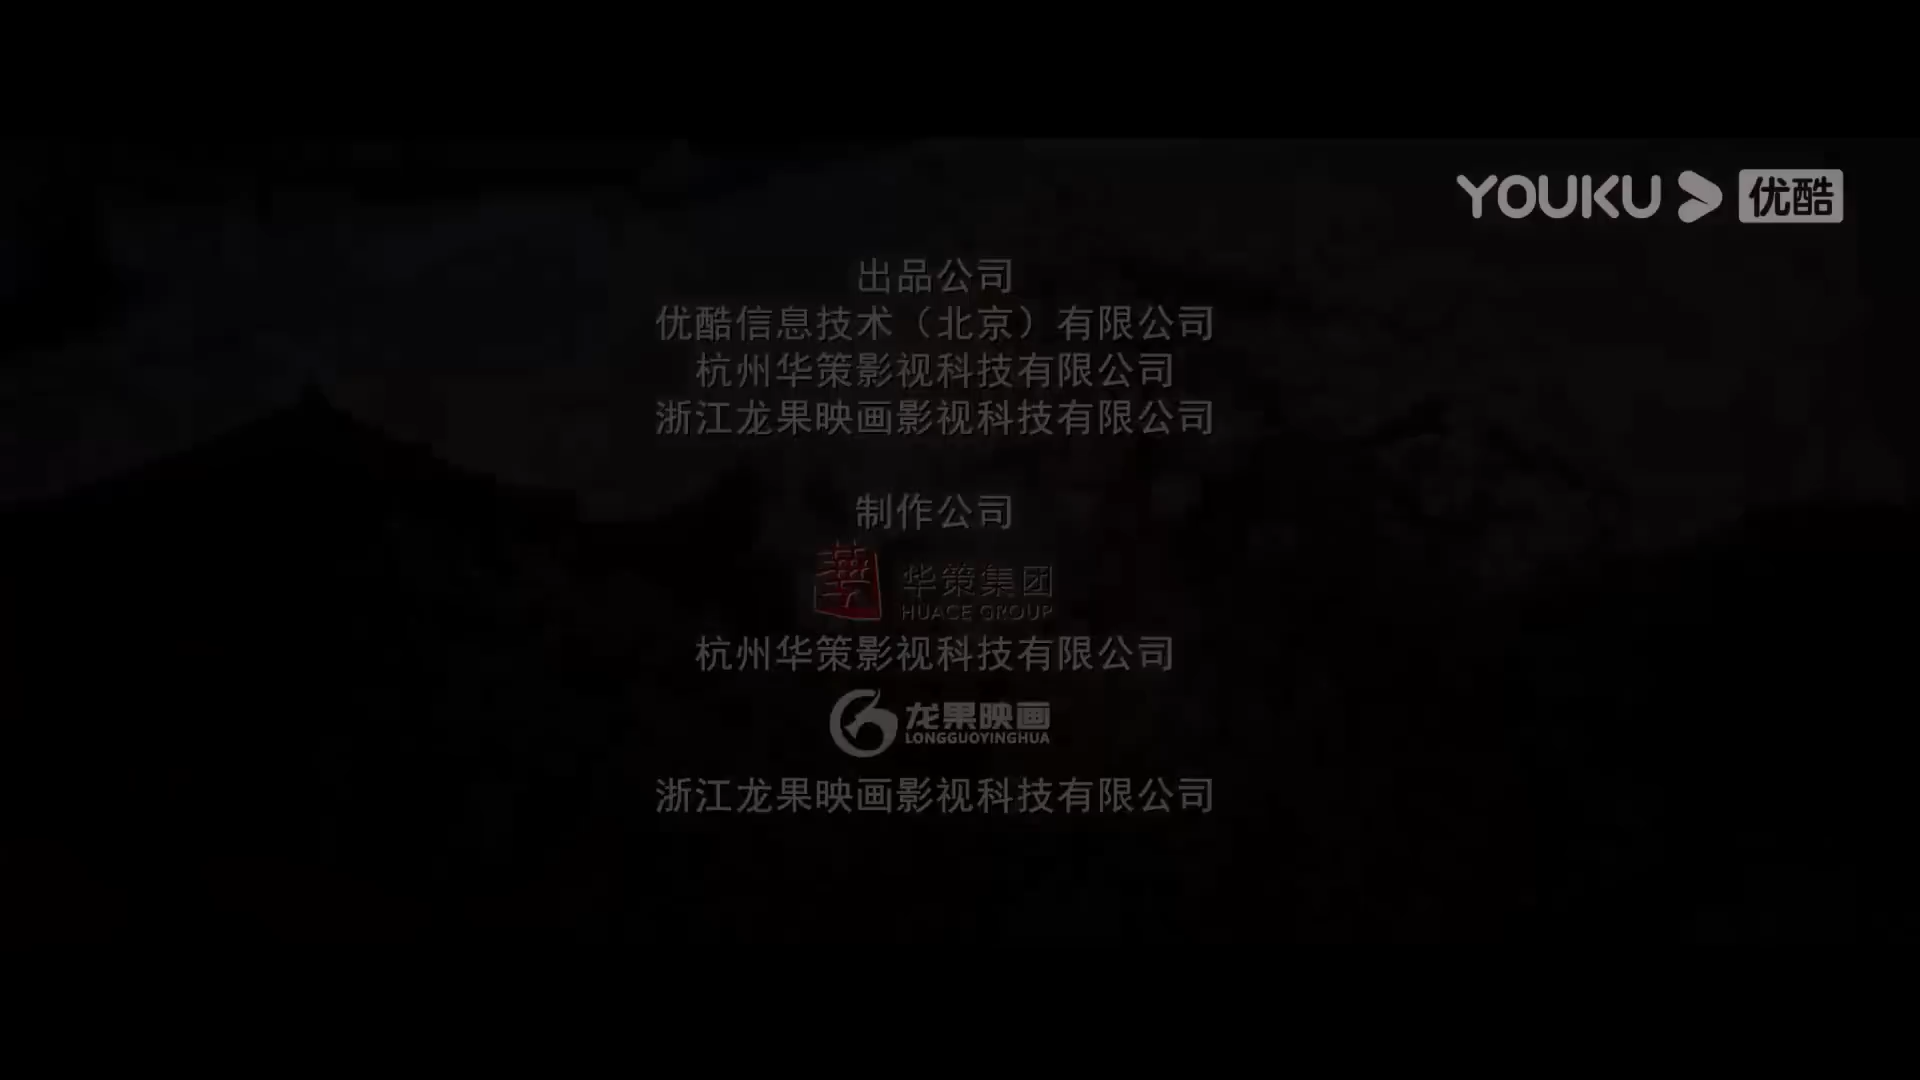 YOUKU 优酷
出品公司
优酷信息技术（北京）有限公司
杭州华策影视科技有限公司
浙江龙果映画影视科技有限公司
制作公司
华策集团
HUACE GROUP
杭州华策影视科技有限公司
龙果映画
LONGGUOYINGHUA
浙江龙果映画影视科技有限公司